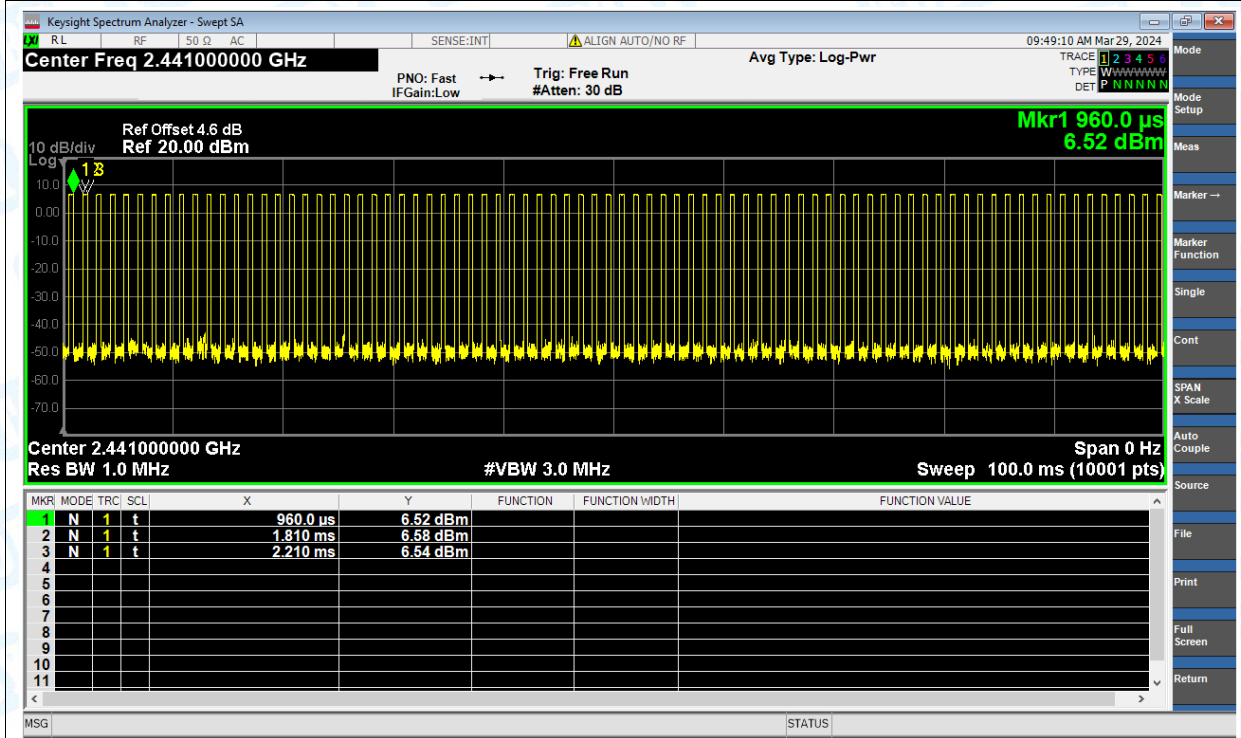 Keysight Spectrum Analyzer - Swept SA
LXI RL RF 50 Ω AC SENSE:INT ALIGN AUTO/NO RF 09:49:10 AM Mar 29, 2024
Center Freq 2.441000000 GHz
Avg Type: Log-Pwr
TRACE 1 2 3 4 5 6
TYPE WWWWWW
DET P N N N N N
PNO: Fast
IFGain:Low
Trig: Free Run
#Atten: 30 dB
Mkr1 960.0 µs
6.52 dBm
Ref Offset 4.6 dB
10 dB/div Ref 20.00 dBm
Log
1 2 3
10.0
0.00
-10.0
-20.0
-30.0
-40.0
-50.0
-60.0
-70.0
Center 2.441000000 GHz Span 0 Hz
Res BW 1.0 MHz #VBW 3.0 MHz Sweep 100.0 ms (10001 pts)
MKR MODE TRC SCL X Y FUNCTION FUNCTION WIDTH FUNCTION VALUE
1 N 1 t 960.0 µs 6.52 dBm
2 N 1 t 1.810 ms 6.58 dBm
3 N 1 t 2.210 ms 6.54 dBm
4
5
6
7
8
9
10
11
MSG STATUS
Mode
Mode
Setup
Meas
Marker →
Marker
Function
Single
Cont
SPAN
X Scale
Auto
Couple
Source
File
Print
Full
Screen
Return